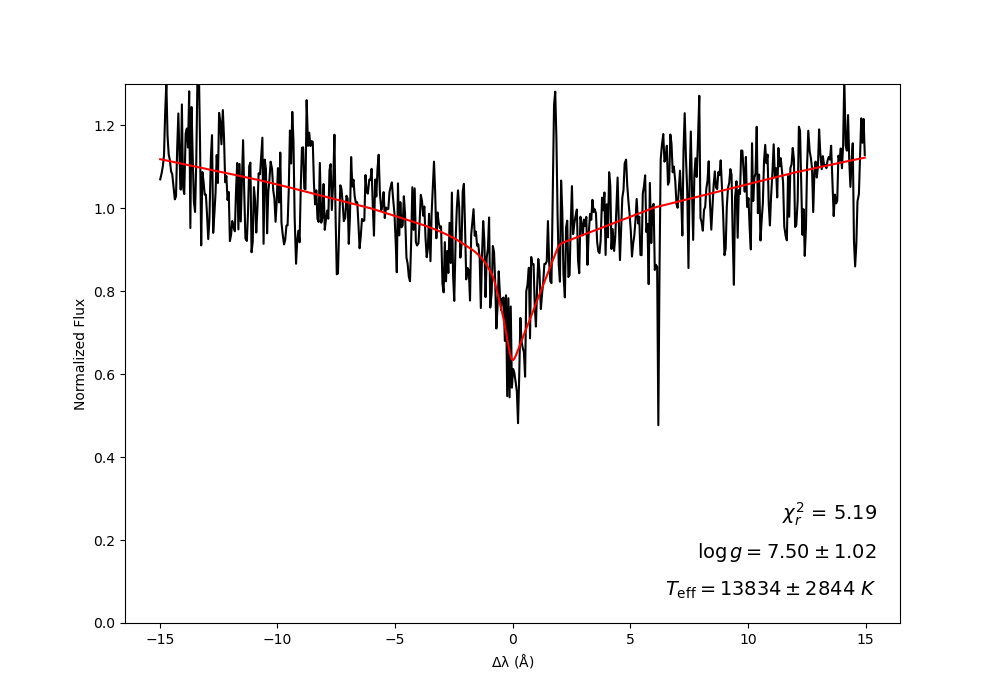 1.2
1.0
0.8
0.6
0.4
0.2
0.0
Normalized Flux
χ²ᵣ = 5.19
log g = 7.50 ± 1.02
T_eff = 13834 ± 2844 K
−15 −10 −5 0 5 10 15
Δλ (Å)